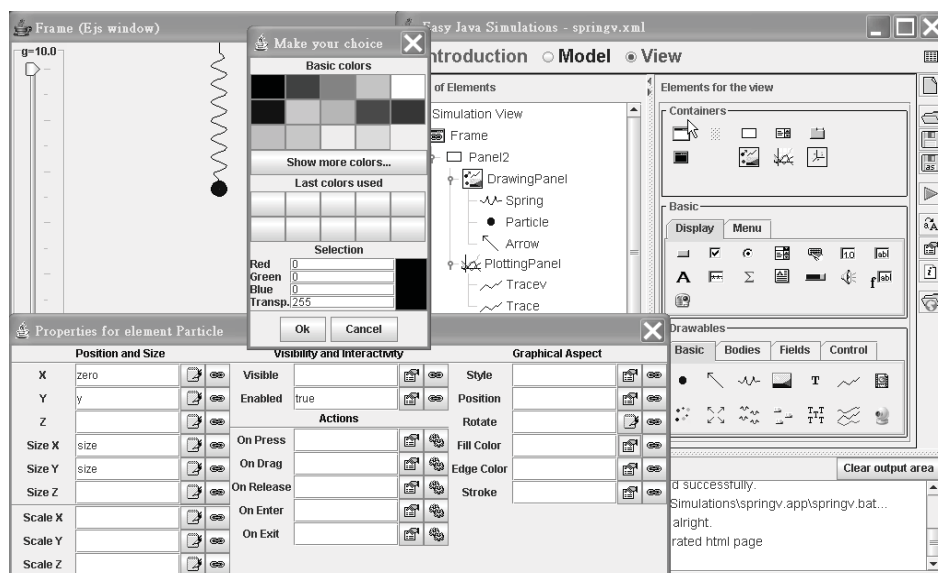 Frame (Ejs window)
g=10.0
Make your choice
Basic colors
Show more colors...
Last colors used
Selection
Red 0
Green 0
Blue 0
Transp. 255
Ok Cancel
Easy Java Simulations - springv.xml
ntroduction Model View
of Elements
Simulation View
Frame
Panel2
DrawingPanel
Spring
Particle
Arrow
PlottingPanel
Tracev
Trace
Elements for the view
Containers
Basic
Display Menu
Drawables
Basic Bodies Fields Control
Clear output area
d successfully.
Simulations\springv.app\springv.bat...
alright.
rated html page
Properties for element Particle
Position and Size
X zero
Y y
Z
Size X size
Size Y size
Size Z
Scale X
Scale Y
Scale Z
Visibility and Interactivity
Visible
Enabled true
Actions
On Press
On Drag
On Release
On Enter
On Exit
Graphical Aspect
Style
Position
Rotate
Fill Color
Edge Color
Stroke